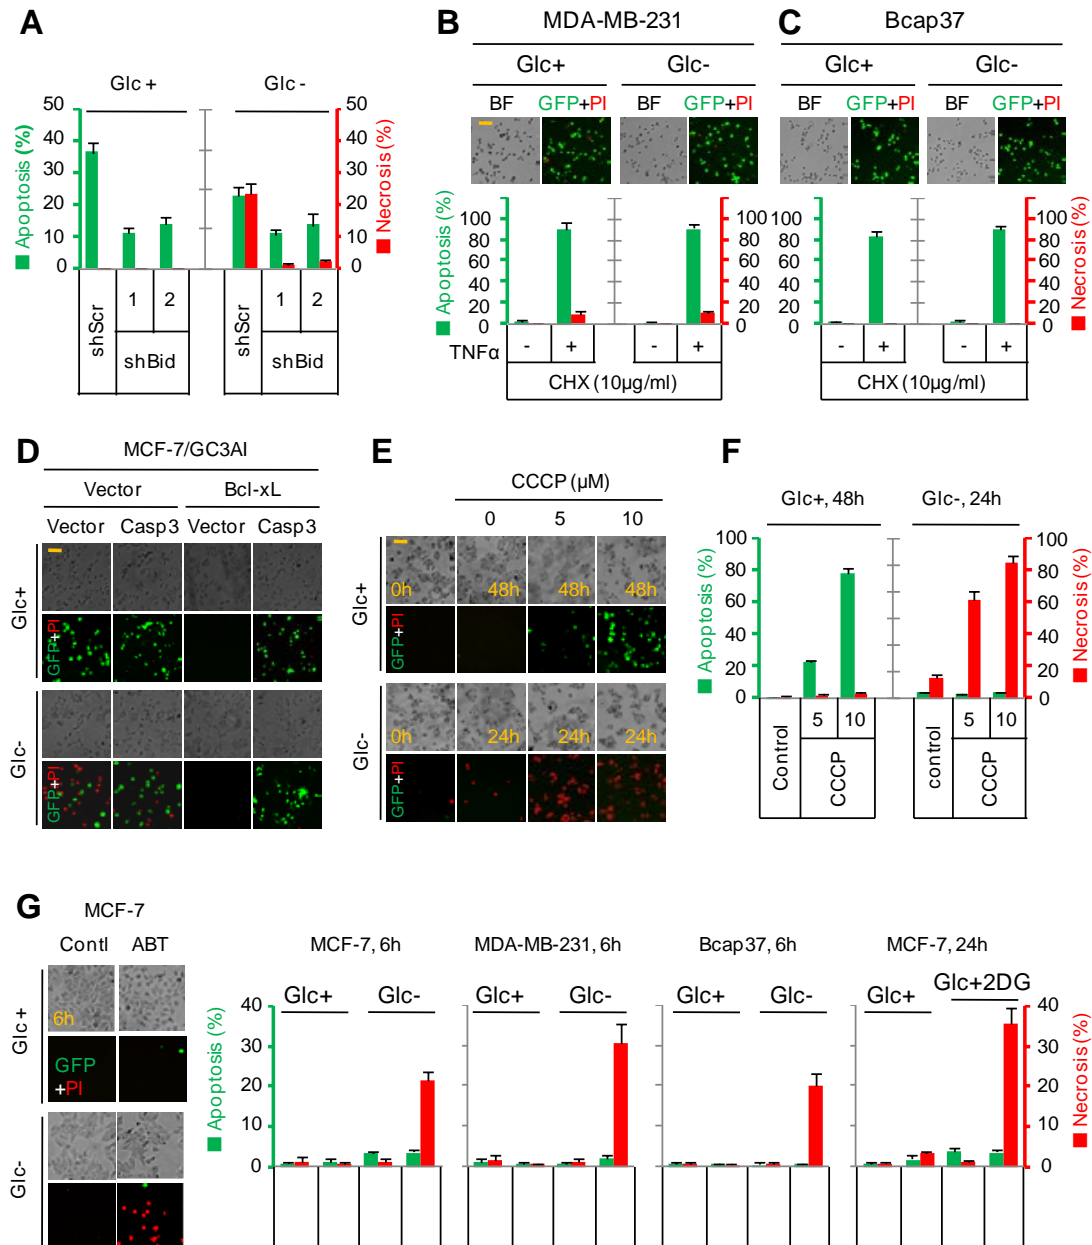 A
Glc +
Glc -
50
40
30
20
10
0
Apoptosis (%)
50
40
30
20
10
0
Necrosis (%)
shScr
1
2
shBid
shScr
1
2
shBid
B
MDA-MB-231
Glc+
Glc-
BF
GFP+PI
BF
GFP+PI
Apoptosis (%)
100
80
60
40
20
0
100
80
60
40
20
0
TNFα
-
+
-
+
CHX (10µg/ml)
C
Bcap37
Glc+
Glc-
BF
GFP+PI
BF
GFP+PI
100
80
60
40
20
0
Necrosis (%)
-
+
-
+
CHX (10µg/ml)
D
MCF-7/GC3AI
Vector
Bcl-xL
Vector
Casp3
Vector
Casp3
Glc+
GFP+PI
Glc-
GFP+PI
E
CCCP (µM)
0
5
10
Glc+
0h
48h
48h
48h
GFP+PI
Glc-
0h
24h
24h
24h
GFP+PI
F
Glc+, 48h
Glc-, 24h
Apoptosis (%)
100
80
60
40
20
0
100
80
60
40
20
0
Necrosis (%)
Control
5
10
CCCP
control
5
10
CCCP
G
MCF-7
Contl
ABT
Glc+
6h
GFP
+PI
Glc-
MCF-7, 6h
MDA-MB-231, 6h
Bcap37, 6h
MCF-7, 24h
Glc+
Glc-
Glc+
Glc-
Glc+
Glc-
Glc+
Glc+2DG
Apoptosis (%)
40
30
20
10
0
40
30
20
10
0
Necrosis (%)